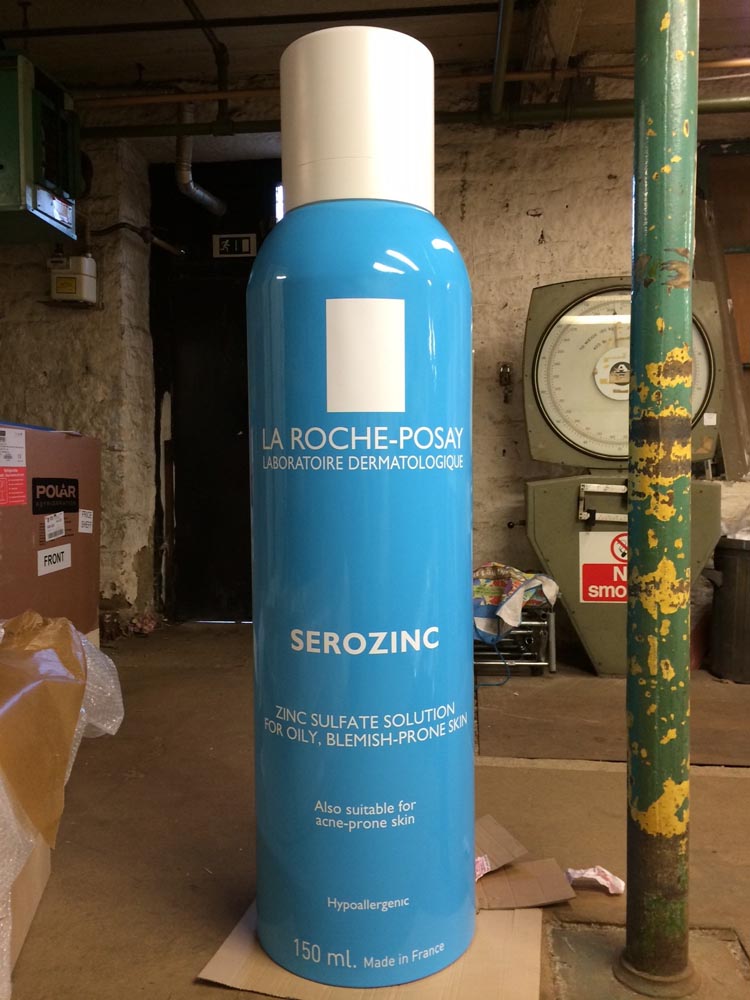 LA ROCHE-POSAY
LABORATOIRE DERMATOLOGIQUE
SEROZINC
ZINC SULFATE SOLUTION
FOR OILY, BLEMISH-PRONE SKIN
Also suitable for
acne-prone skin
Hypoallergenic
150 ml. Made in France
POLAR
REFRIGERATION
FRONT